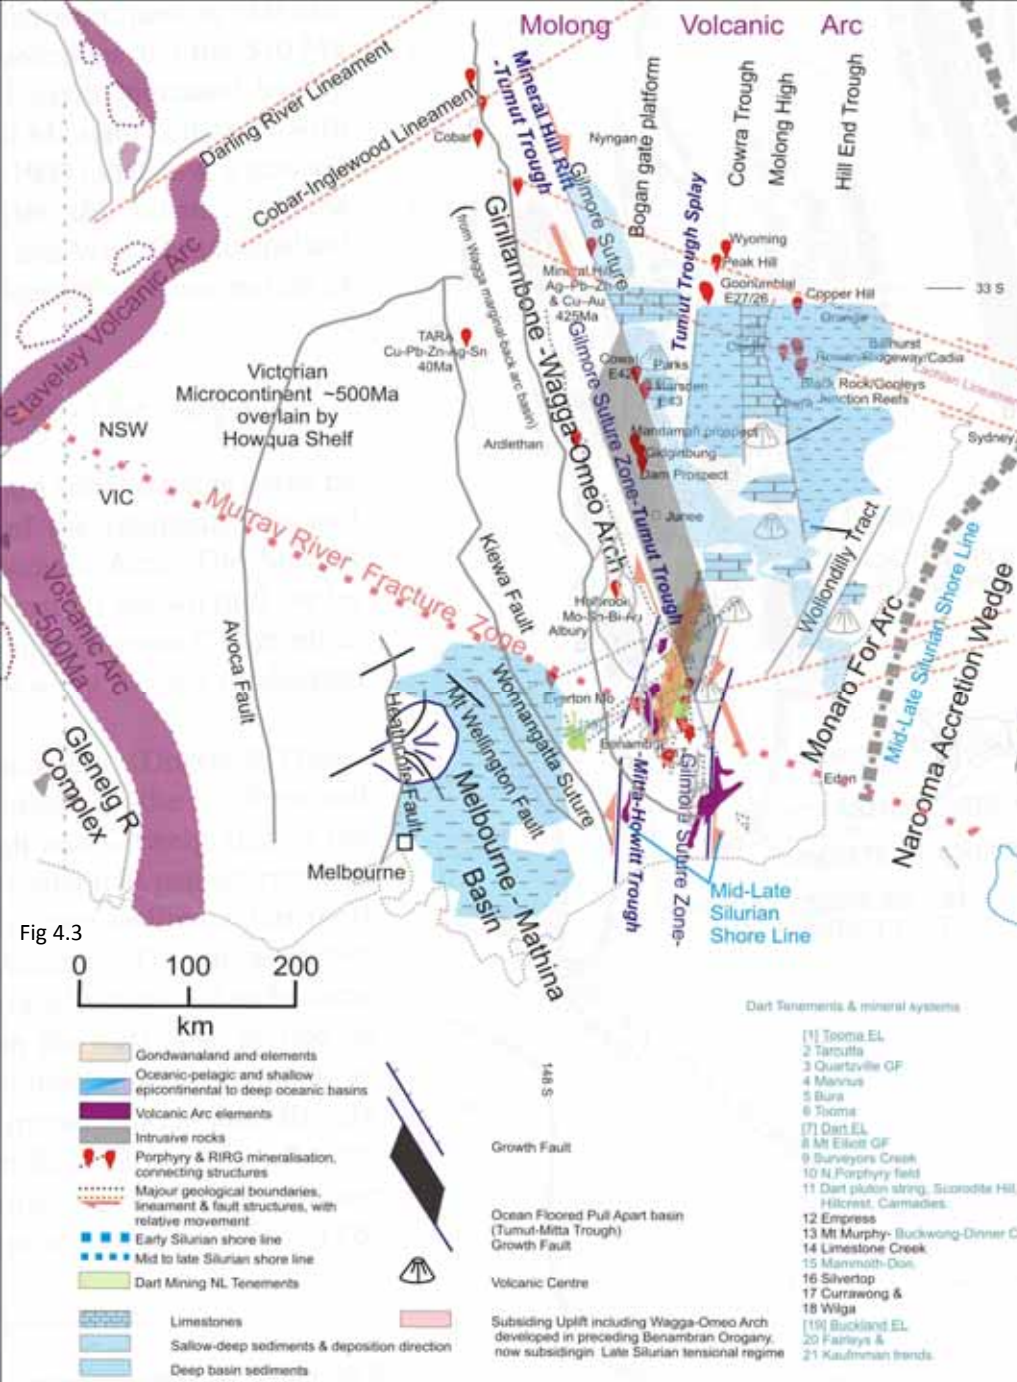 Molong Volcanic Arc
Darling River Lineament
Cobar-Inglewood Lineament
Cobar
Mineral Hill Rift
-Tumut Trough
Nyngan
Bogan gate platform
Cowra Trough
Molong High
Hill End Trough
Gilmore Suture
Tumut Trough Splay
Girillambone -Wagga-Omeo Arch
(from Wagga marginal-back arc basin)
Wyoming
Peak Hill
Goonumbla
E27/26
Copper Hill
33 S
Mineral Hill
Ag-Pb-Zn
& Cu-Au
425Ma
Orange
Staveley Volcanic Arc
TARA
Cu-Pb-Zn-Ag-Sn
40Ma
Victorian
Microcontinent ~500Ma
overlain by
Howqua Shelf
Gilmore Suture Zone-Tumut Trough
Cowal
E42
Parks
Marsden
E43
Ridgeway/Cadia
Black Rock/Gooleys
Junction Reefs
Lachlan Lineament
Sydney
NSW
VIC
Ardlethan
Mandamah prospect
Gidginbung
Dam Prospect
Junee
Murray River Fracture Zone
Kiewa Fault
Holbrook
Mo-Sn-Bi-Au
Albury
Wollondilly Tract
Monaro For Arc
Mid-Late Silurian Shore Line
Narooma Accretion Wedge
Volcanic Arc
~500Ma
Avoca Fault
Heathcote Fault
Mt Wellington Fault
Wonnangatta Suture
Everton Mo
Benambra
Eden
Glenelg R
Complex
Melbourne - Mathina
Basin
Mitta-Howitt Trough
Gilmore Suture Zone-
Melbourne
Mid-Late
Silurian
Shore Line
Fig 4.3
0 100 200
km
148 S
Gondwanaland and elements
Oceanic-pelagic and shallow
epicontinental to deep oceanic basins
Volcanic Arc elements
Intrusive rocks
Porphyry & RIRG mineralisation,
connecting structures
Majour geological boundaries,
lineament & fault structures, with
relative movement
Early Silurian shore line
Mid to late Silurian shore line
Dart Mining NL Tenements
Limestones
Sallow-deep sediments & deposition direction
Deep basin sediments
Growth Fault
Ocean Floored Pull Apart basin
(Tumut-Mitta Trough)
Growth Fault
Volcanic Centre
Subsiding Uplift including Wagga-Omeo Arch
developed in preceding Benambran Orogany,
now subsidingin Late Silurian tensional regime
Dart Tenements & mineral systems
[1] Tooma EL
2 Tarcutta
3 Quartzville GF
4 Mannus
5 Bura
6 Tooma
[7] Dart EL
8 Mt Elliott GF
9 Surveyors Creek
10 N.Porphyry field
11 Dart pluton string, Scorodite Hill,
Hillcrest, Carmadies.
12 Empress
13 Mt Murphy- Buckwong-Dinner C
14 Limestone Creek
15 Mammoth-Don.
16 Silvertop
17 Currawong &
18 Wilga
[19] Buckland EL
20 Fairleys &
21 Kaufmman trends.